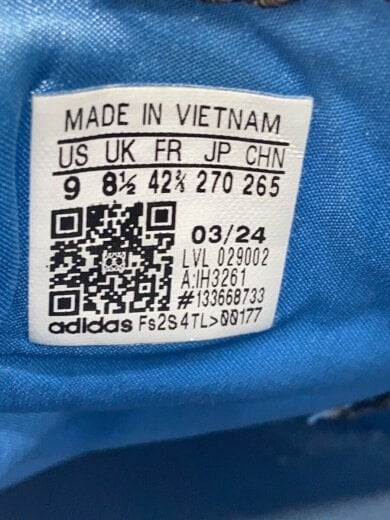 MADE IN VIETNAM
US UK FR JP CHN
9 8½ 42⅔ 270 265
03/24
LVL 029002
A:IH3261
#133668733
adidas Fs2S4TL>00177